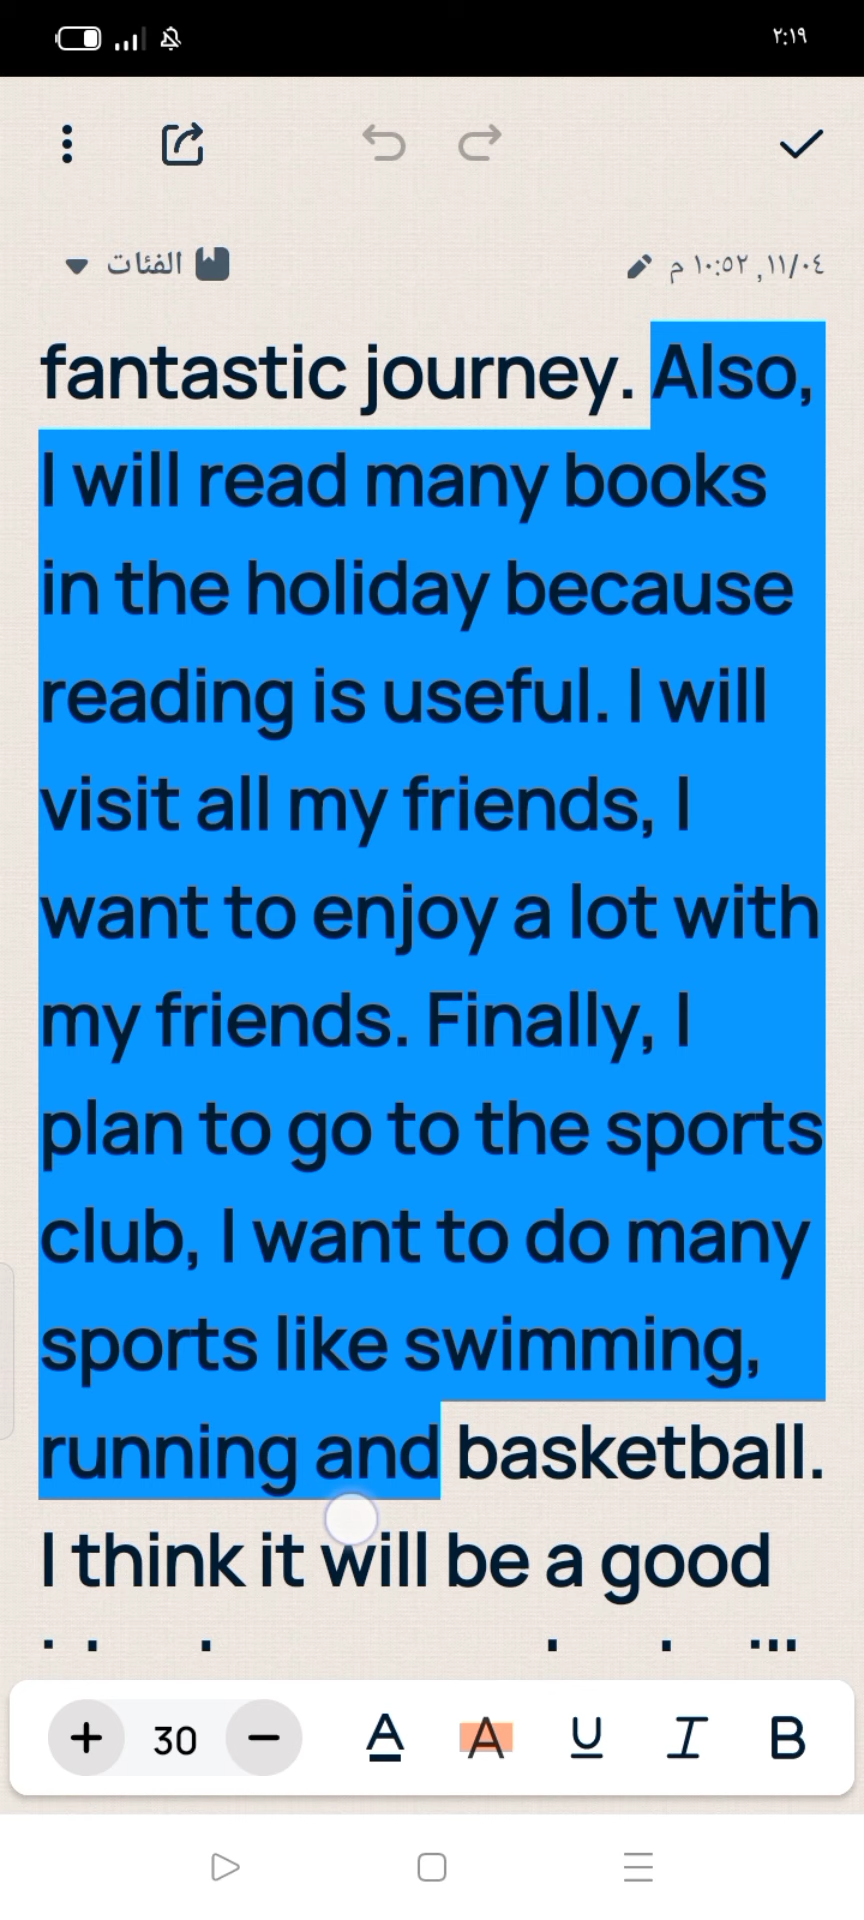 ٢:١٩
الفئات
١١/٠٤, ١٠:٥٢ م
fantastic journey. Also,
I will read many books
in the holiday because
reading is useful. I will
visit all my friends, I
want to enjoy a lot with
my friends. Finally, I
plan to go to the sports
club, I want to do many
sports like swimming,
running and basketball.
I think it will be a good
+ 30 − A A U I B